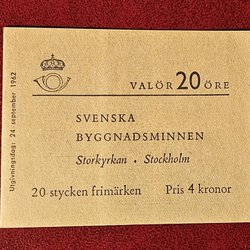 VALÖR 20 ÖRE
SVENSKA
BYGGNADSMINNEN
Storkyrkan · Stockholm
20 stycken frimärken Pris 4 kronor
Utgivningsdag: 24 september 1962